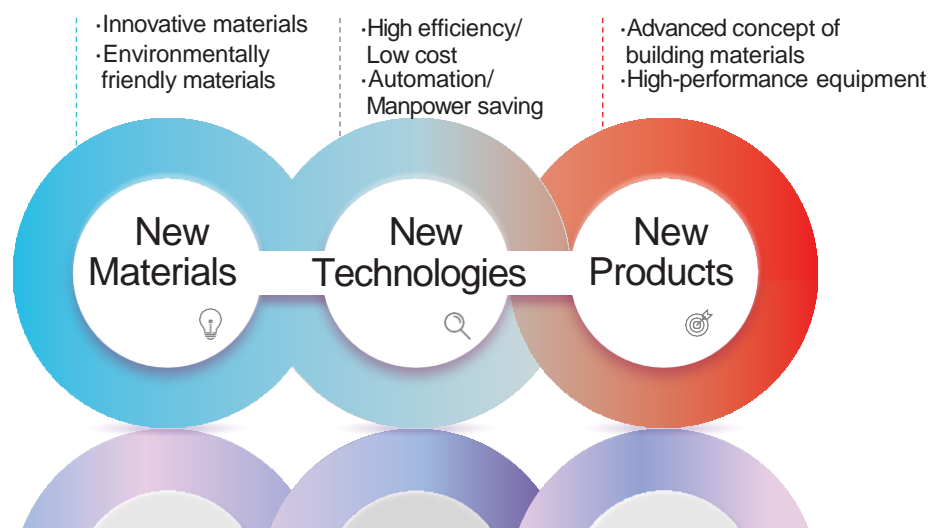 ·Innovative materials
·Environmentally
friendly materials
·High efficiency/
Low cost
·Automation/
Manpower saving
·Advanced concept of
building materials
·High-performance equipment
New
Materials
New
Technologies
New
Products